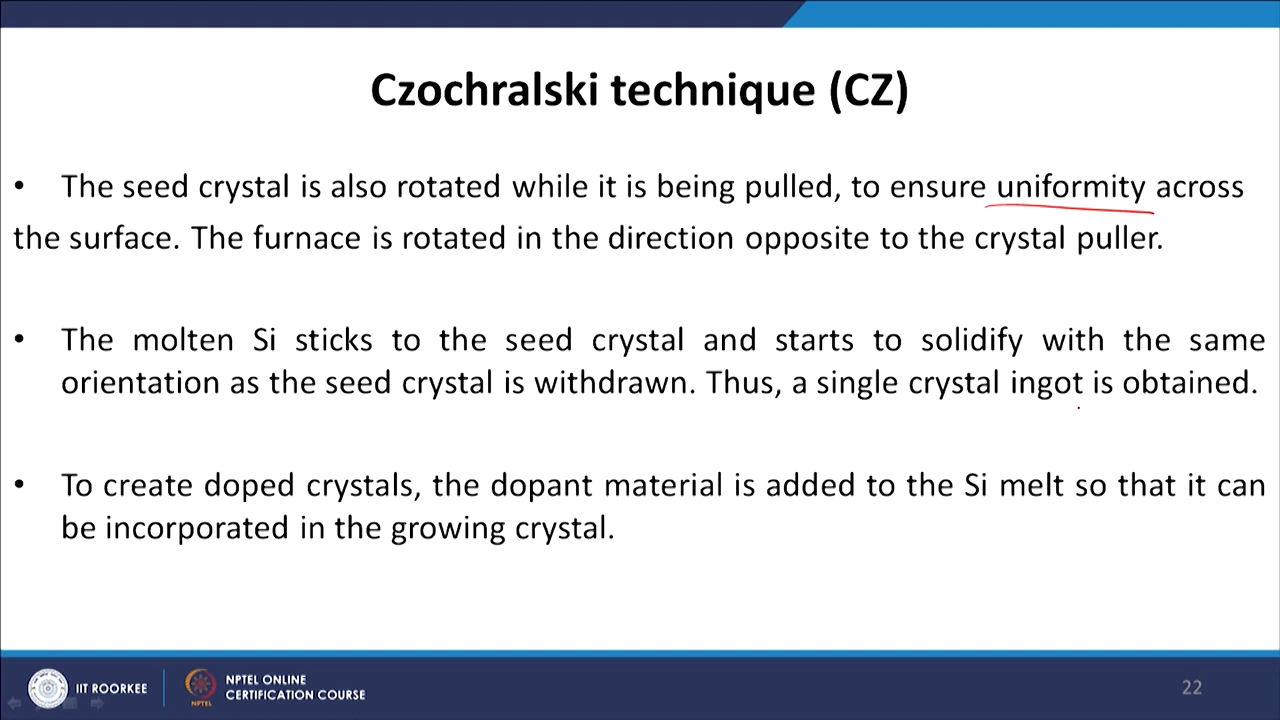 Czochralski technique (CZ)
• The seed crystal is also rotated while it is being pulled, to ensure uniformity across
the surface. The furnace is rotated in the direction opposite to the crystal puller.
• The molten Si sticks to the seed crystal and starts to solidify with the same
orientation as the seed crystal is withdrawn. Thus, a single crystal ingot is obtained.
• To create doped crystals, the dopant material is added to the Si melt so that it can
be incorporated in the growing crystal.
IIT ROORKEE
NPTEL
NPTEL ONLINE
CERTIFICATION COURSE
22